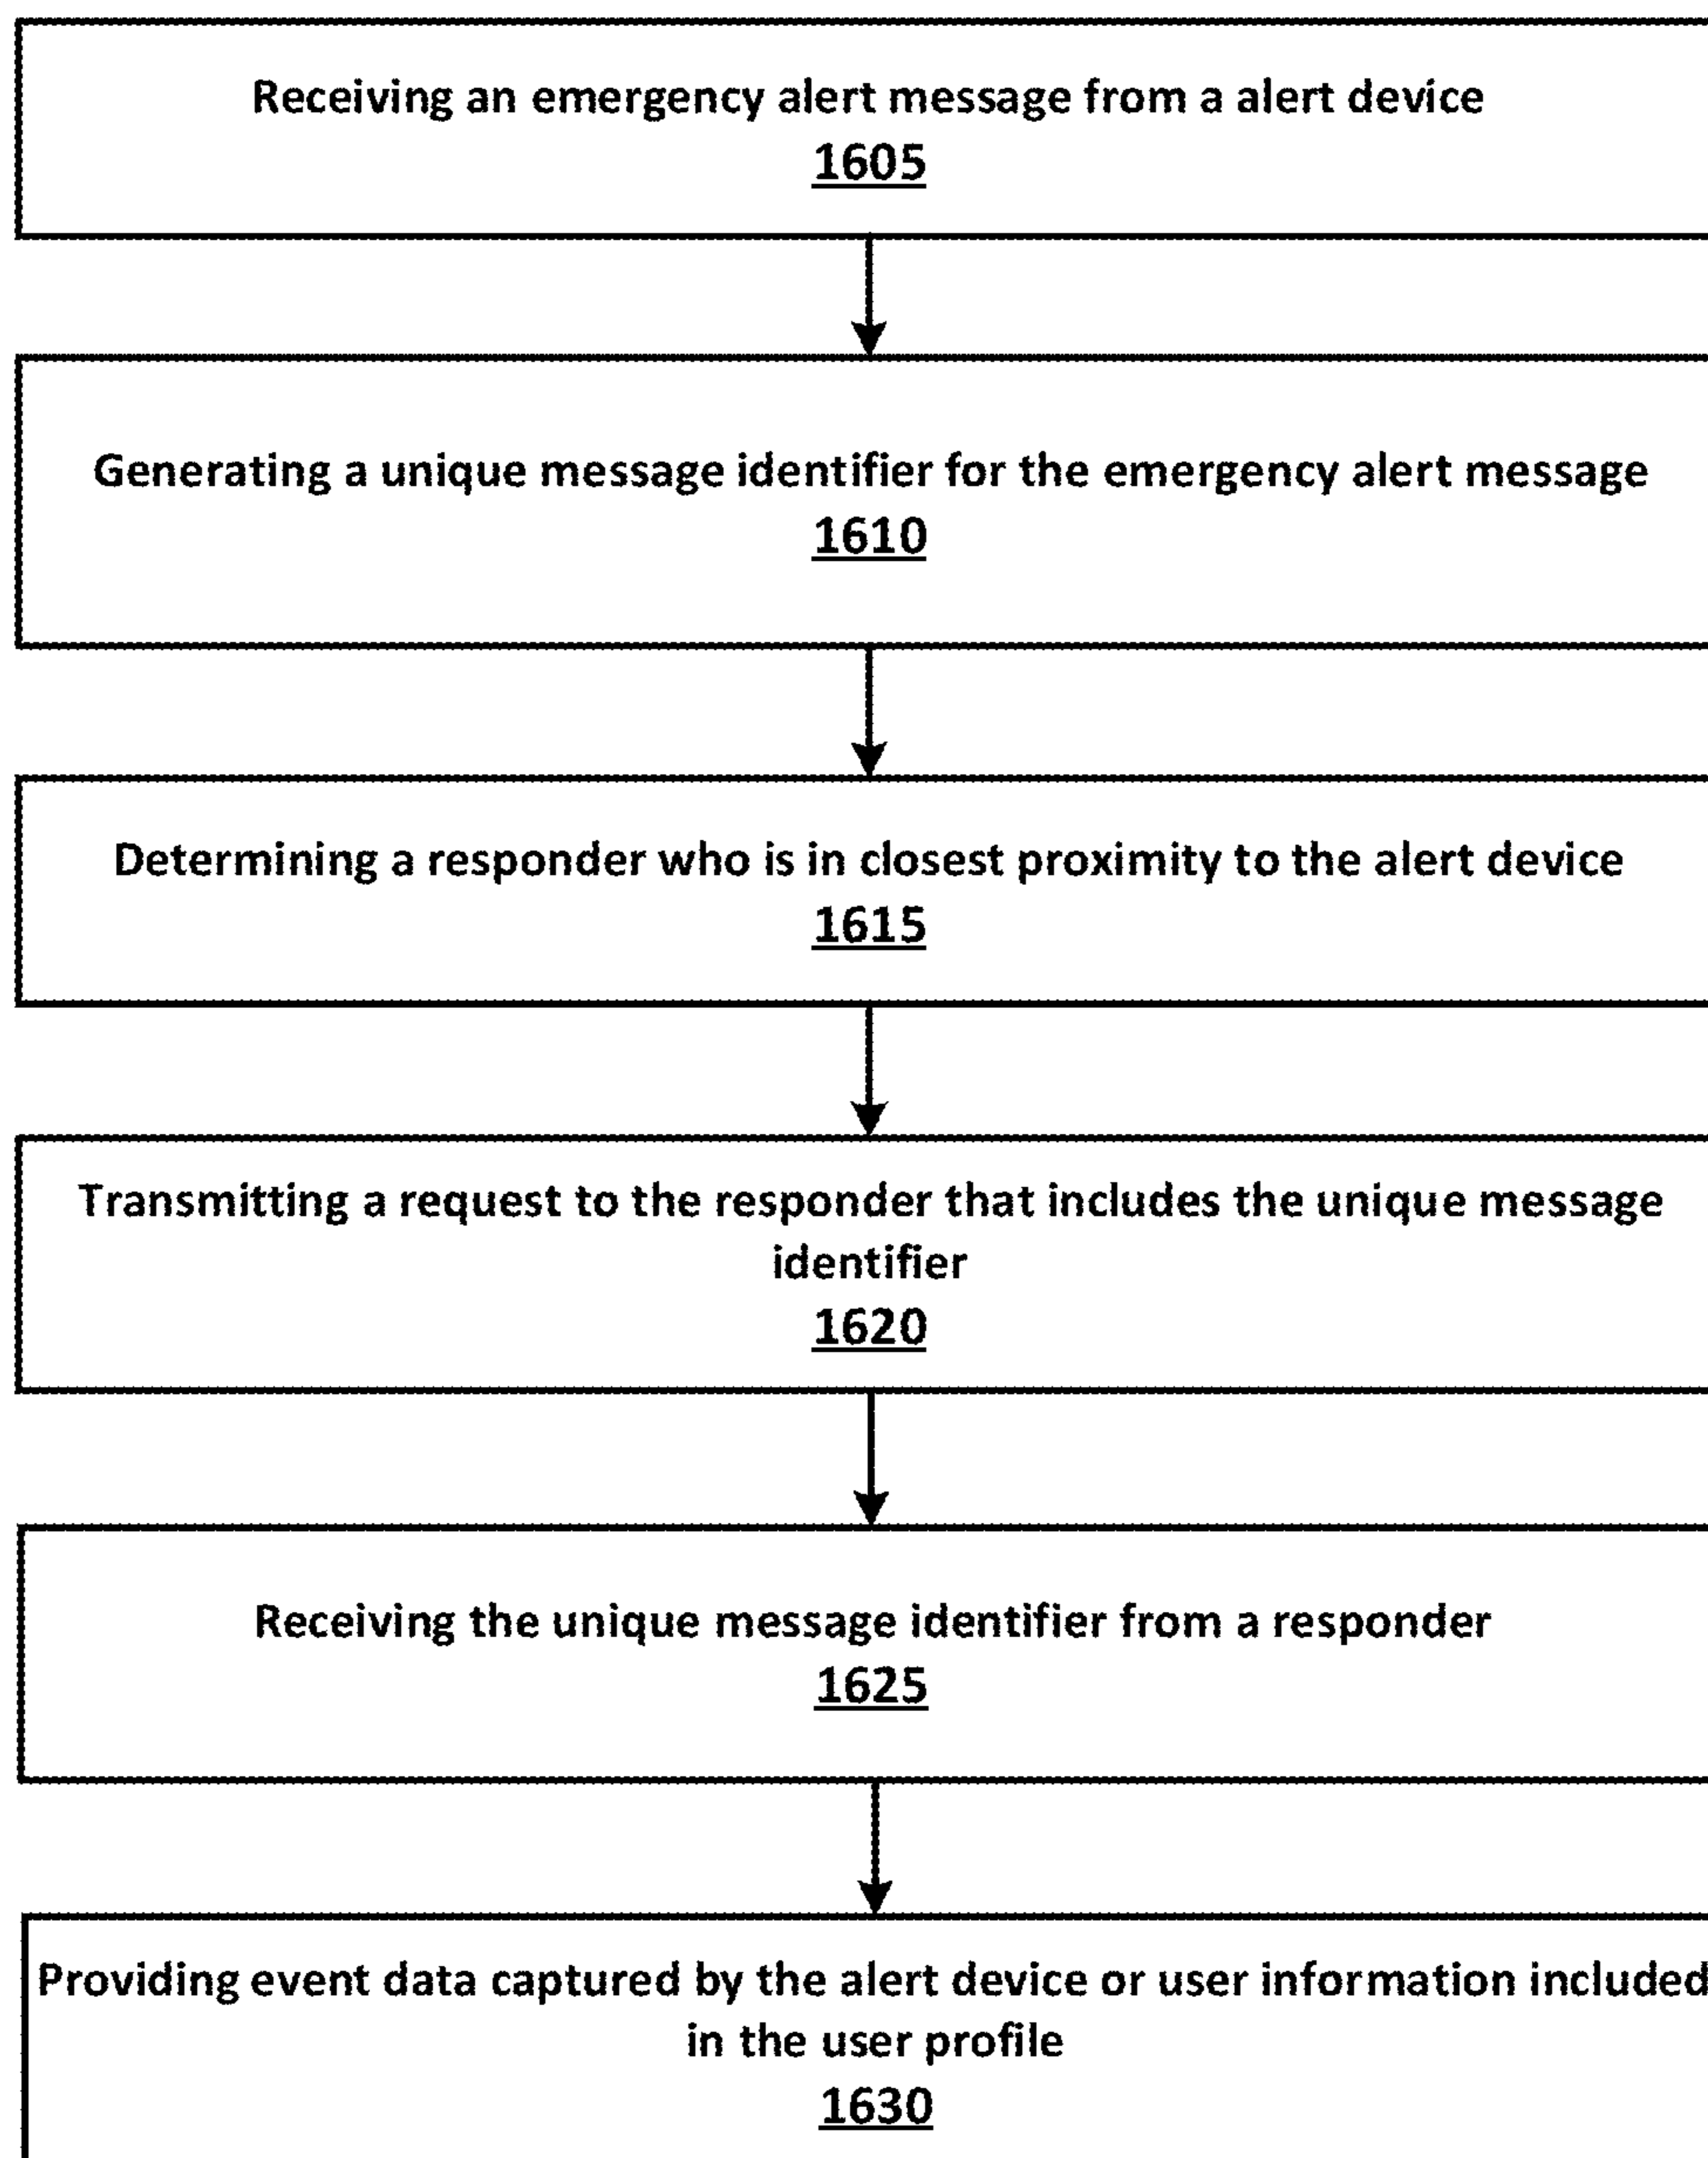 Receiving an emergency alert message from a alert device
1605
Generating a unique message identifier for the emergency alert message
1610
Determining a responder who is in closest proximity to the alert device
1615
Transmitting a request to the responder that includes the unique message
identifier
1620
Receiving the unique message identifier from a responder
1625
Providing event data captured by the alert device or user information included
in the user profile
1630